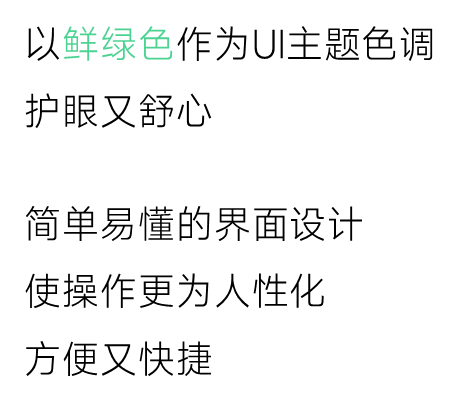 以鲜绿色作为UI主题色调
护眼又舒心
简单易懂的界面设计
使操作更为人性化
方便又快捷